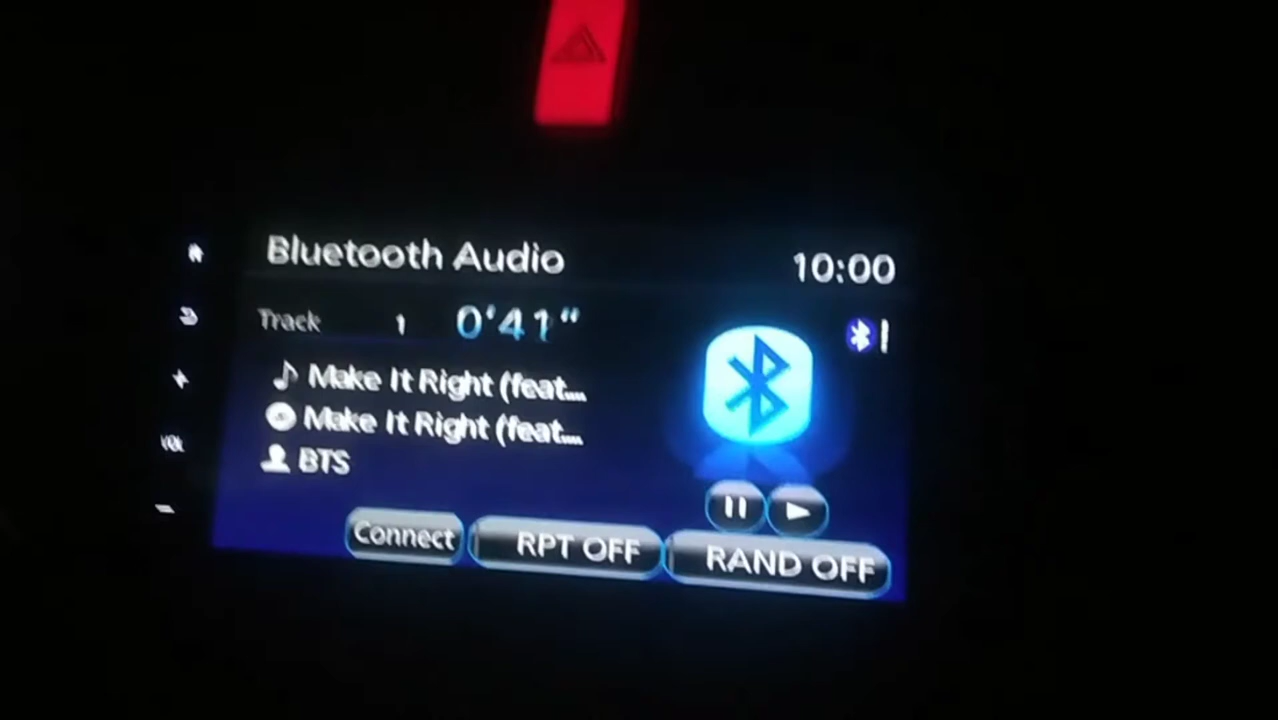 Bluetooth Audio
10:00
Track 1 0'41"
Make It Right (feat....
Make It Right (feat....
BTS
VOL
Connect
RPT OFF
RAND OFF